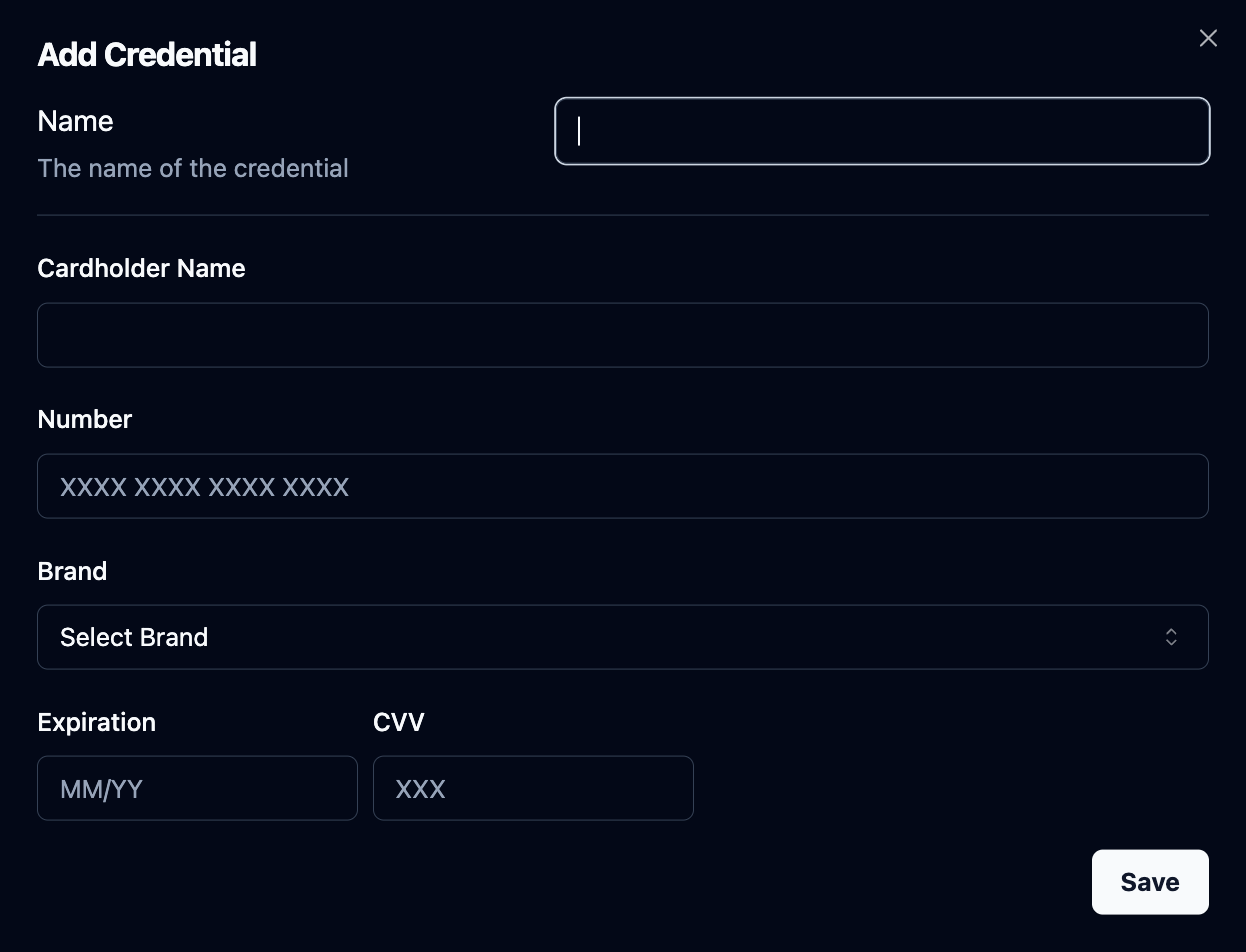 Add Credential
Name
The name of the credential
Cardholder Name
Number
XXXX XXXX XXXX XXXX
Brand
Select Brand
Expiration CVV
MM/YY XXX
Save